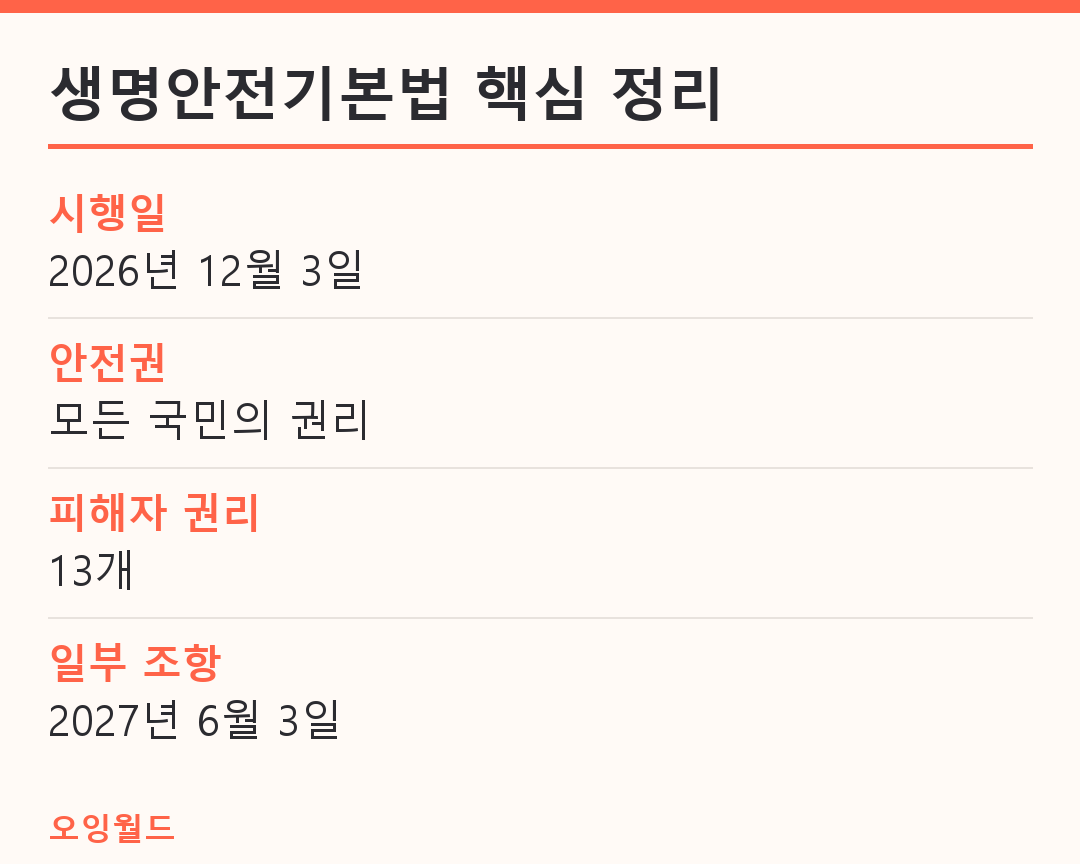 생명안전기본법 핵심 정리
시행일
2026년 12월 3일
안전권
모든 국민의 권리
피해자 권리
13개
일부 조항
2027년 6월 3일
오잉월드